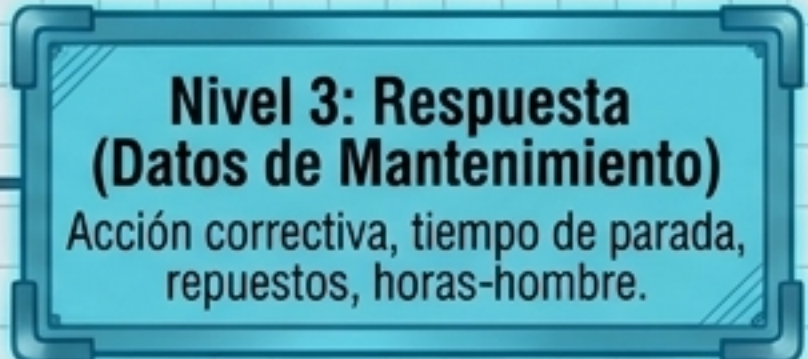 Nivel 3: Respuesta
(Datos de Mantenimiento)
Acción correctiva, tiempo de parada,
repuestos, horas-hombre.